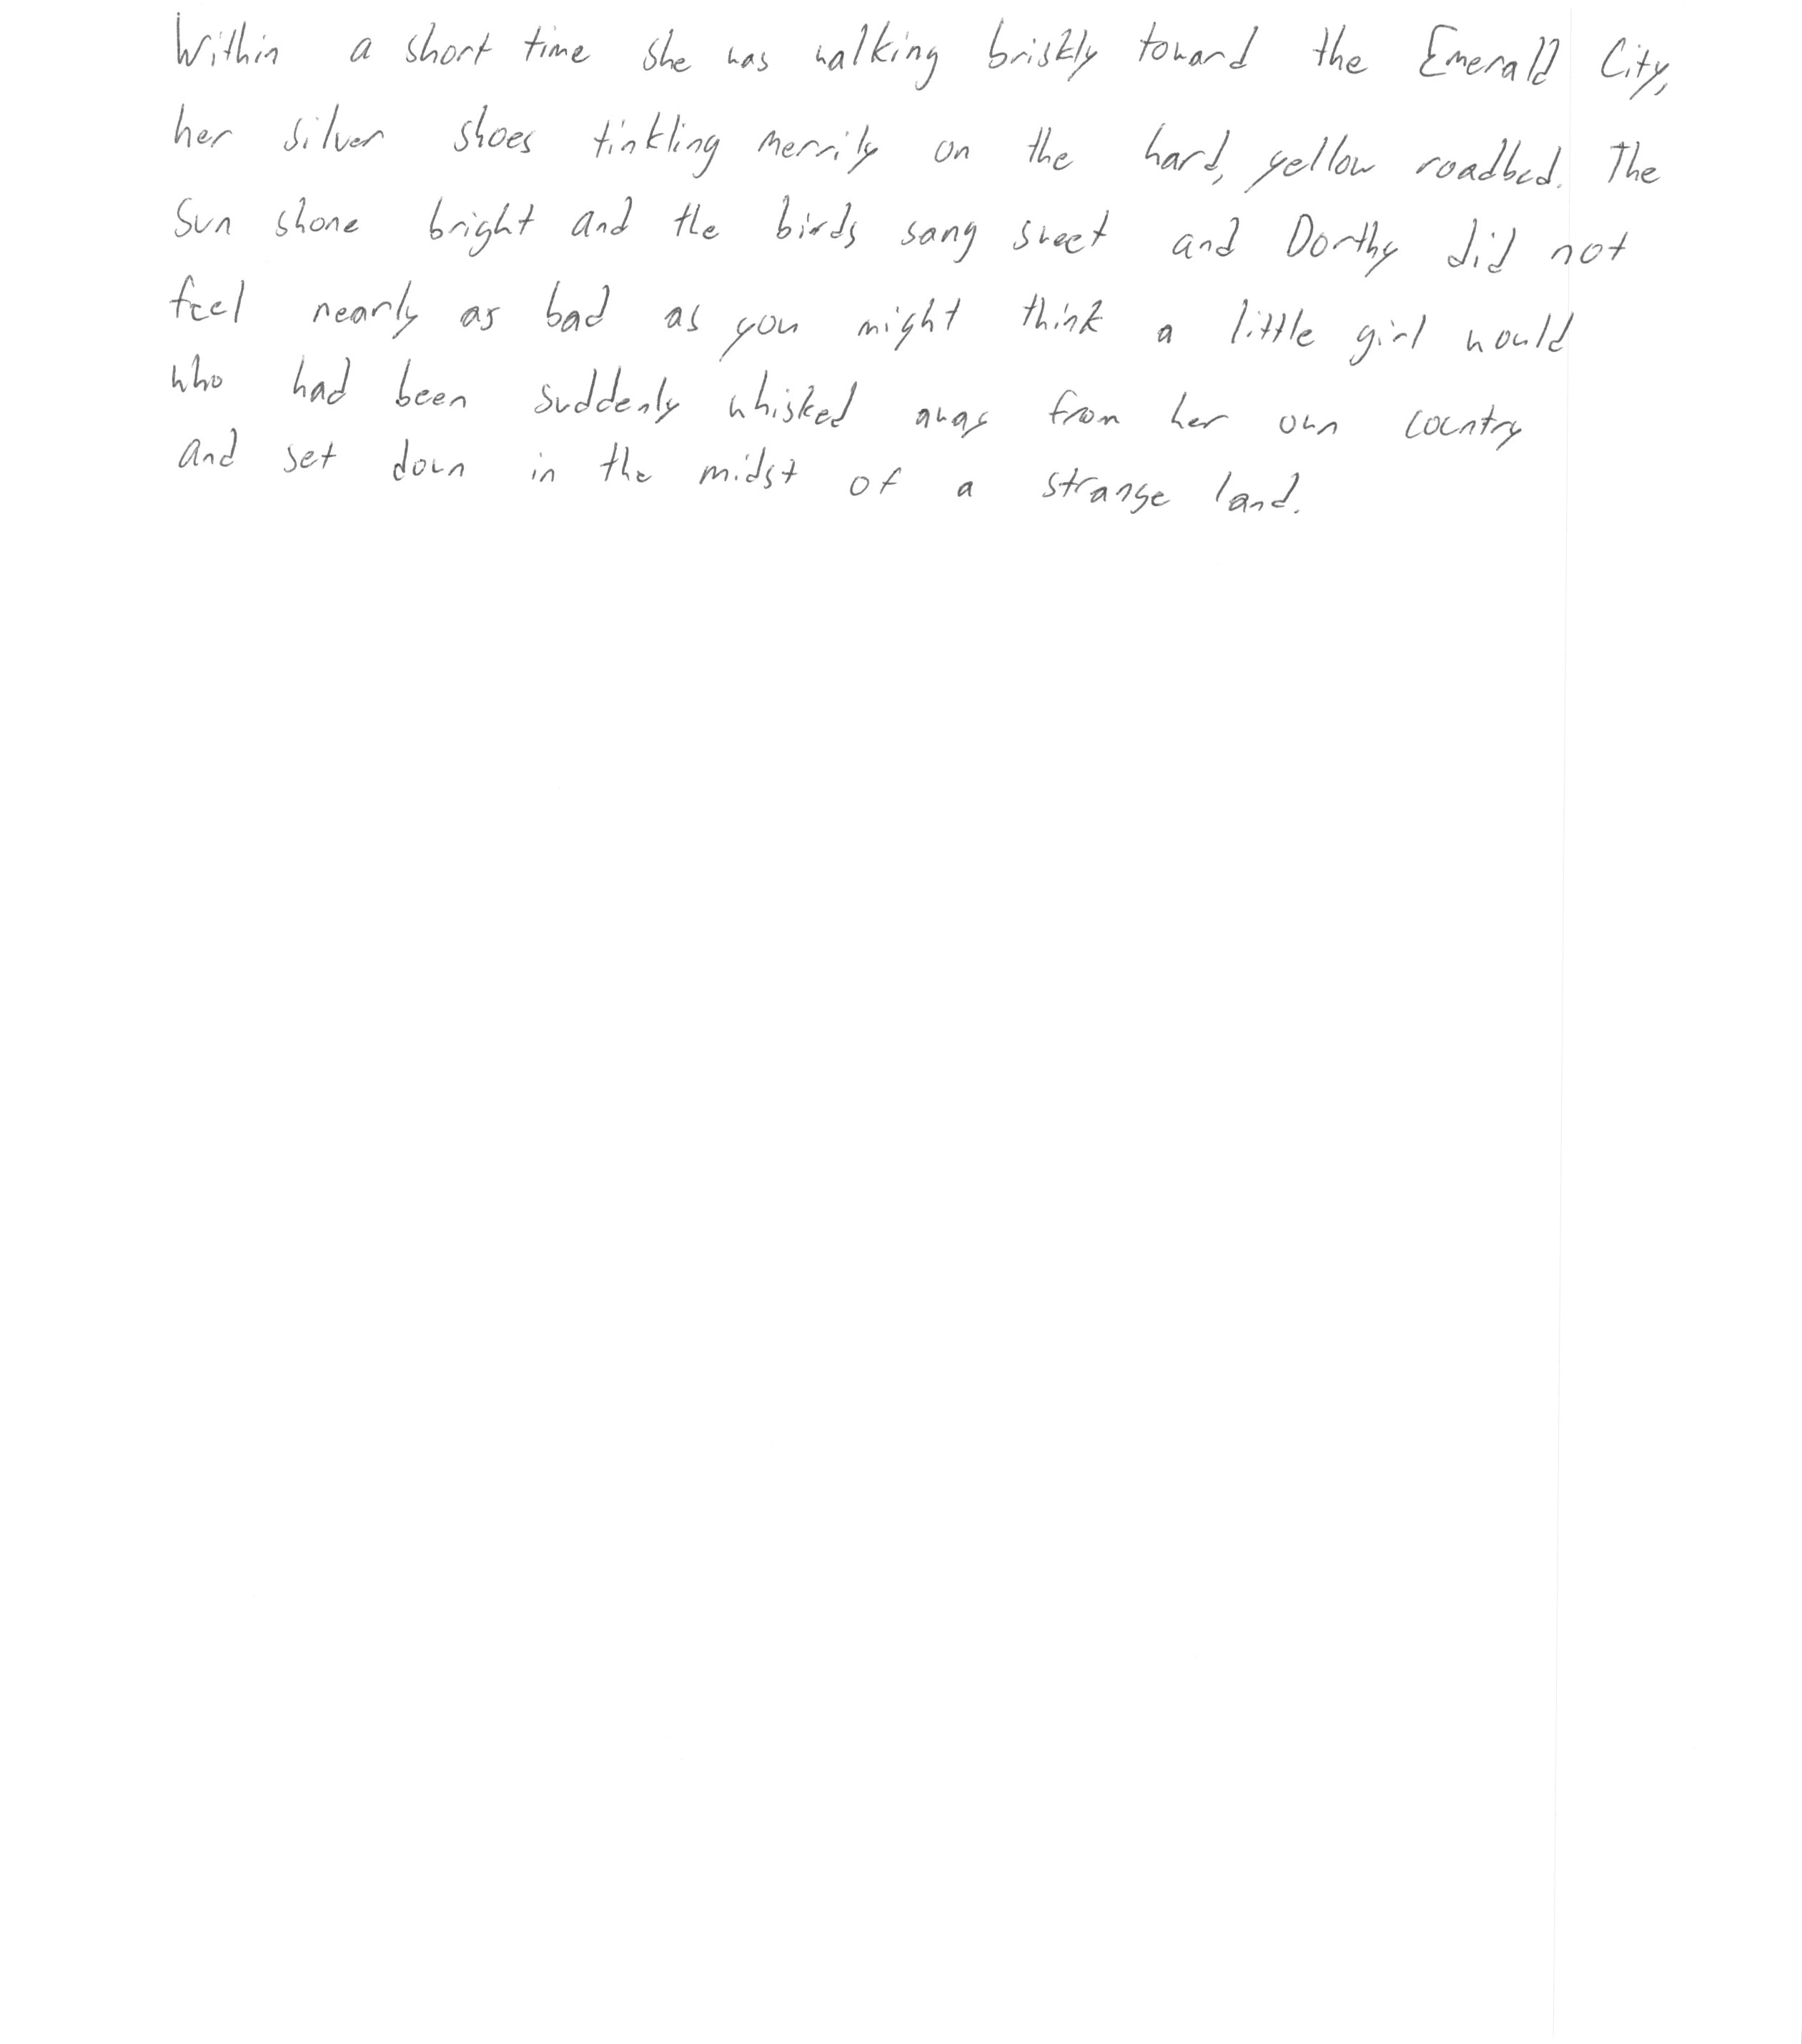 Within a short time she was walking briskly toward the Emerald City,
her silver shoes tinkling merrily on the hard, yellow roadbed. The
sun shone bright and the birds sang sweet and Dorthy did not
feel nearly as bad as you might think a little girl would
who had been suddenly whisked away from her own country
and set down in the midst of a strange land.